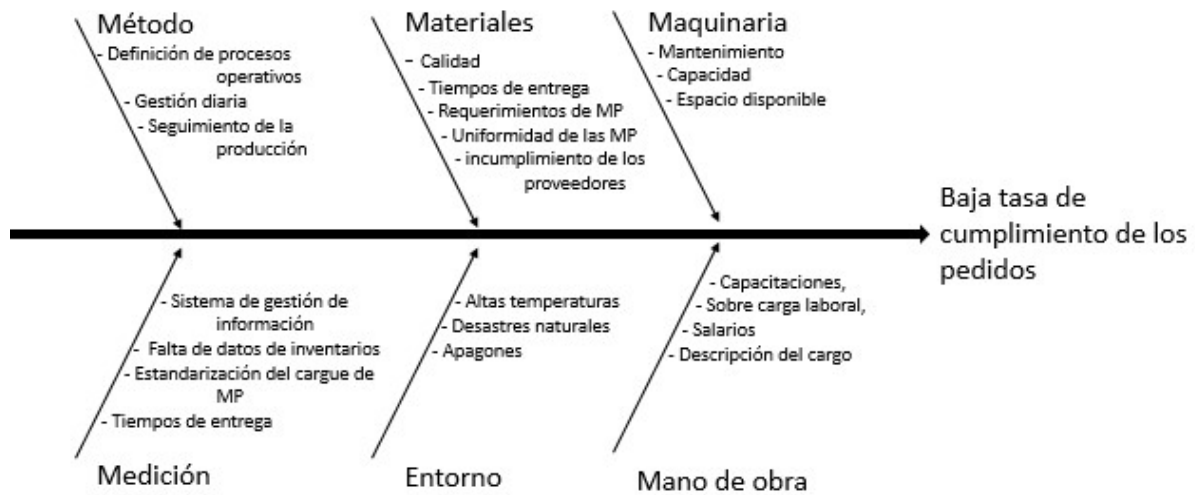 Método
- Definición de procesos
operativos
- Gestión diaria
- Seguimiento de la
producción
Materiales
- Calidad
- Tiempos de entrega
- Requerimientos de MP
- Uniformidad de las MP
- incumplimiento de los
proveedores
Maquinaria
- Mantenimiento
- Capacidad
- Espacio disponible
Baja tasa de
cumplimiento de los
pedidos
- Sistema de gestión de
información
- Falta de datos de inventarios
- Estandarización del cargue de
MP
- Tiempos de entrega
Medición
- Altas temperaturas
- Desastres naturales
- Apagones
Entorno
- Capacitaciones,
- Sobre carga laboral,
- Salarios
- Descripción del cargo
Mano de obra